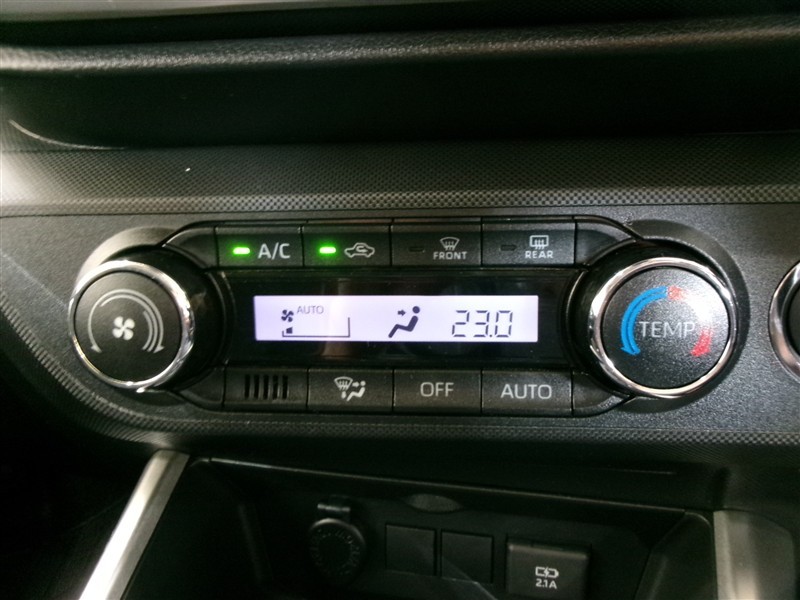 A/C
FRONT
REAR
AUTO
23.0
TEMP
OFF
AUTO
2.1A